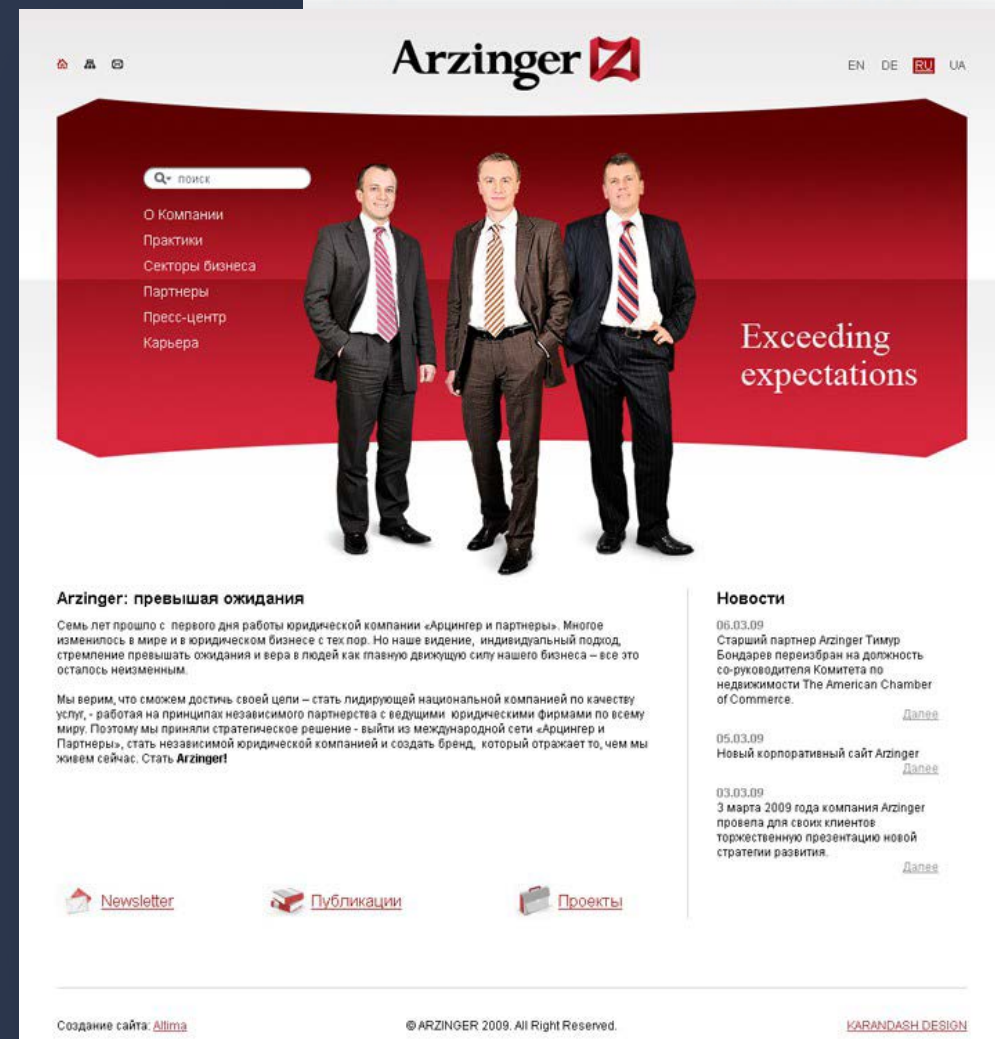 Arzinger
EN DE RU UA
поиск
О Компании
Практики
Секторы бизнеса
Партнеры
Пресс-центр
Карьера
Exceeding
expectations
Arzinger: превышая ожидания
Семь лет прошло с первого дня работы юридической компании «Арцингер и партнеры». Многое
изменилось в мире и в юридическом бизнесе с тех пор. Но наше видение, индивидуальный подход,
стремление превышать ожидания и вера в людей как главную движущую силу нашего бизнеса – все это
осталось неизменным.
Мы верим, что сможем достичь своей цели – стать лидирующей национальной компанией по качеству
услуг, - работая на принципах независимого партнерства с ведущими юридическими фирмами по всему
миру. Поэтому мы приняли стратегическое решение - выйти из международной сети «Арцингер и
Партнеры», стать независимой юридической компанией и создать бренд, который отражает то, чем мы
живем сейчас. Стать Arzinger!
Newsletter
Публикации
Проекты
Новости
06.03.09
Старший партнер Arzinger Тимур
Бондарев переизбран на должность
со-руководителя Комитета по
недвижимости The American Chamber
of Commerce.
Далее
05.03.09
Новый корпоративный сайт Arzinger
Далее
03.03.09
3 марта 2009 года компания Arzinger
провела для своих клиентов
торжественную презентацию новой
стратегии развития.
Далее
Создание сайта: Altima
© ARZINGER 2009. All Right Reserved.
KARANDASH DESIGN